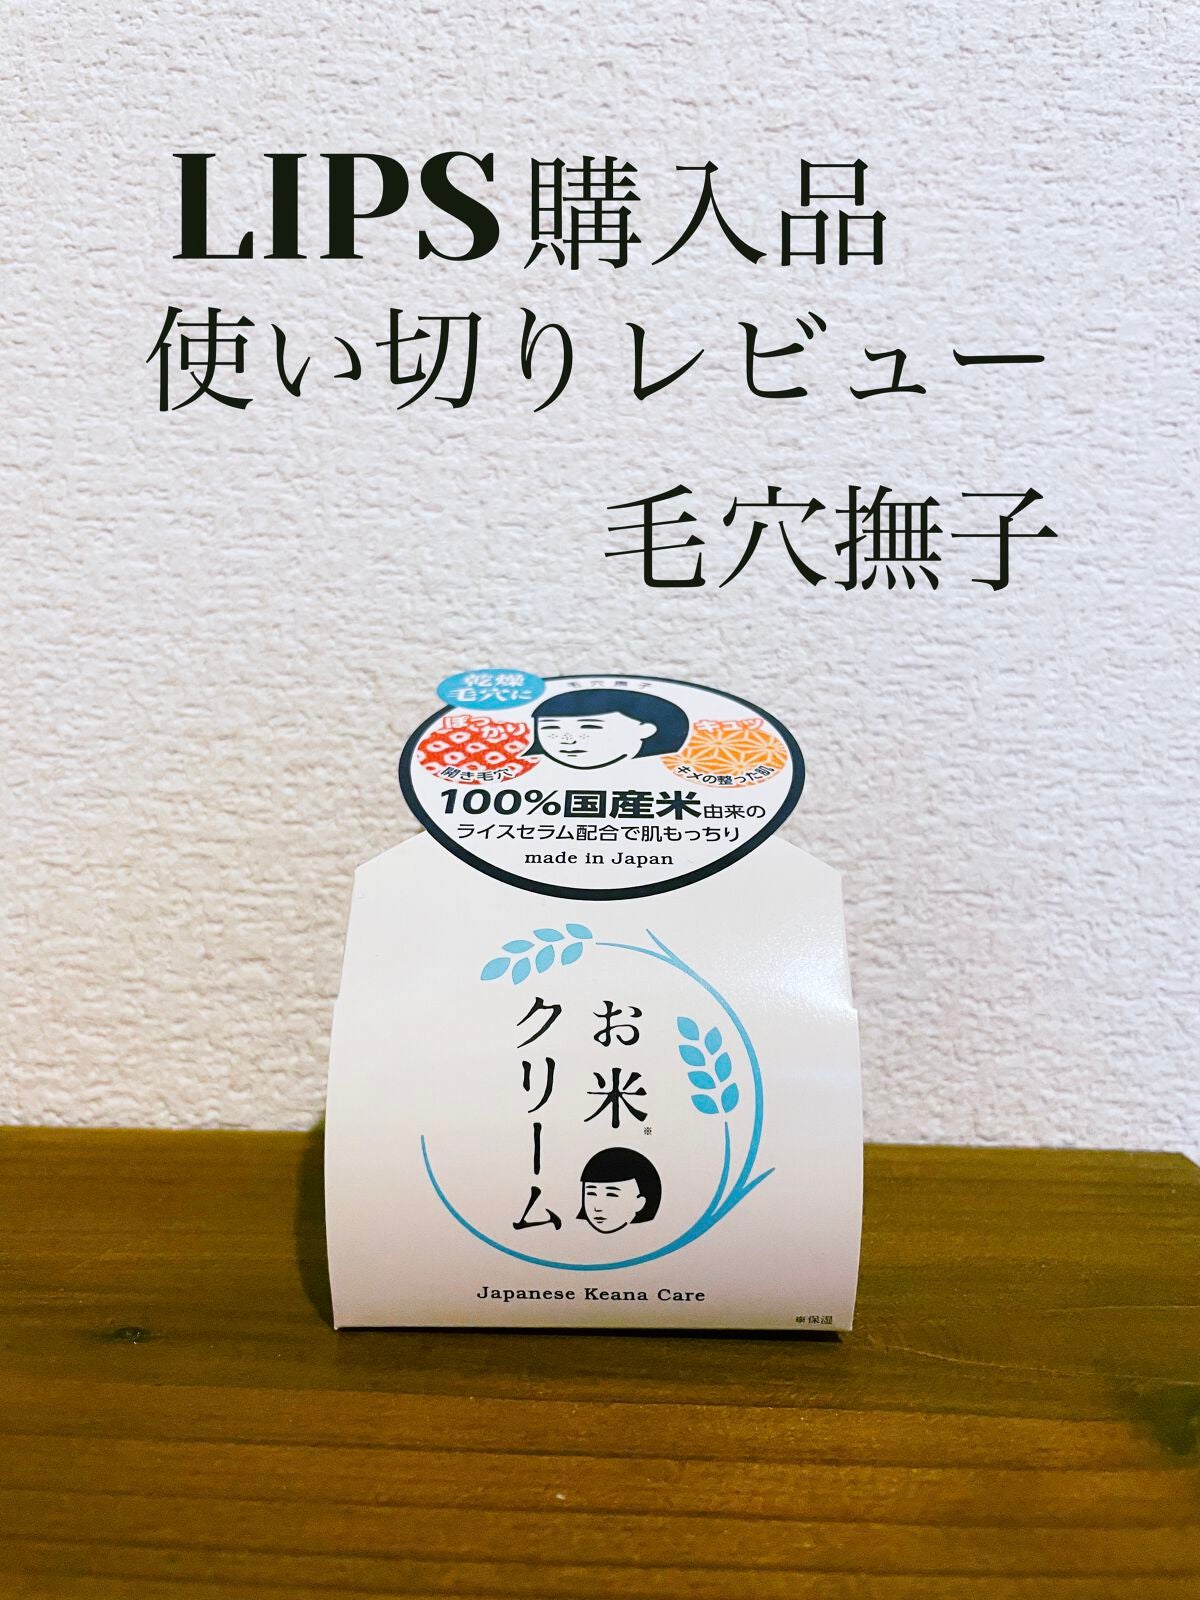 LIPS購入品
使い切りレビュー
毛穴撫子
乾燥
毛穴に
毛穴撫子
ぽっかり
開き毛穴
キュッ
キメの整った肌
100%国産米由来の
ライスセラム配合で肌もっちり
made in Japan
お米※
クリーム
Japanese Keana Care
※保湿